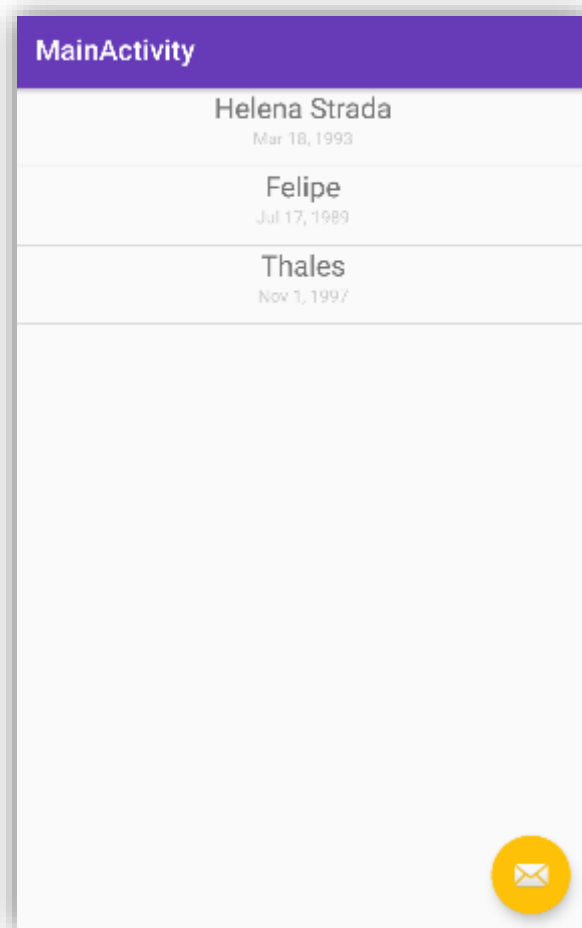 MainActivity
Helena Strada
Mar 18, 1993
Felipe
Jul 17, 1989
Thales
Nov 1, 1997